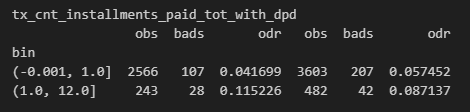 tx_cnt_installments_paid_tot_with_dpd
obs bads odr obs bads odr
bin
(-0.001, 1.0] 2566 107 0.041699 3603 207 0.057452
(1.0, 12.0] 243 28 0.115226 482 42 0.087137